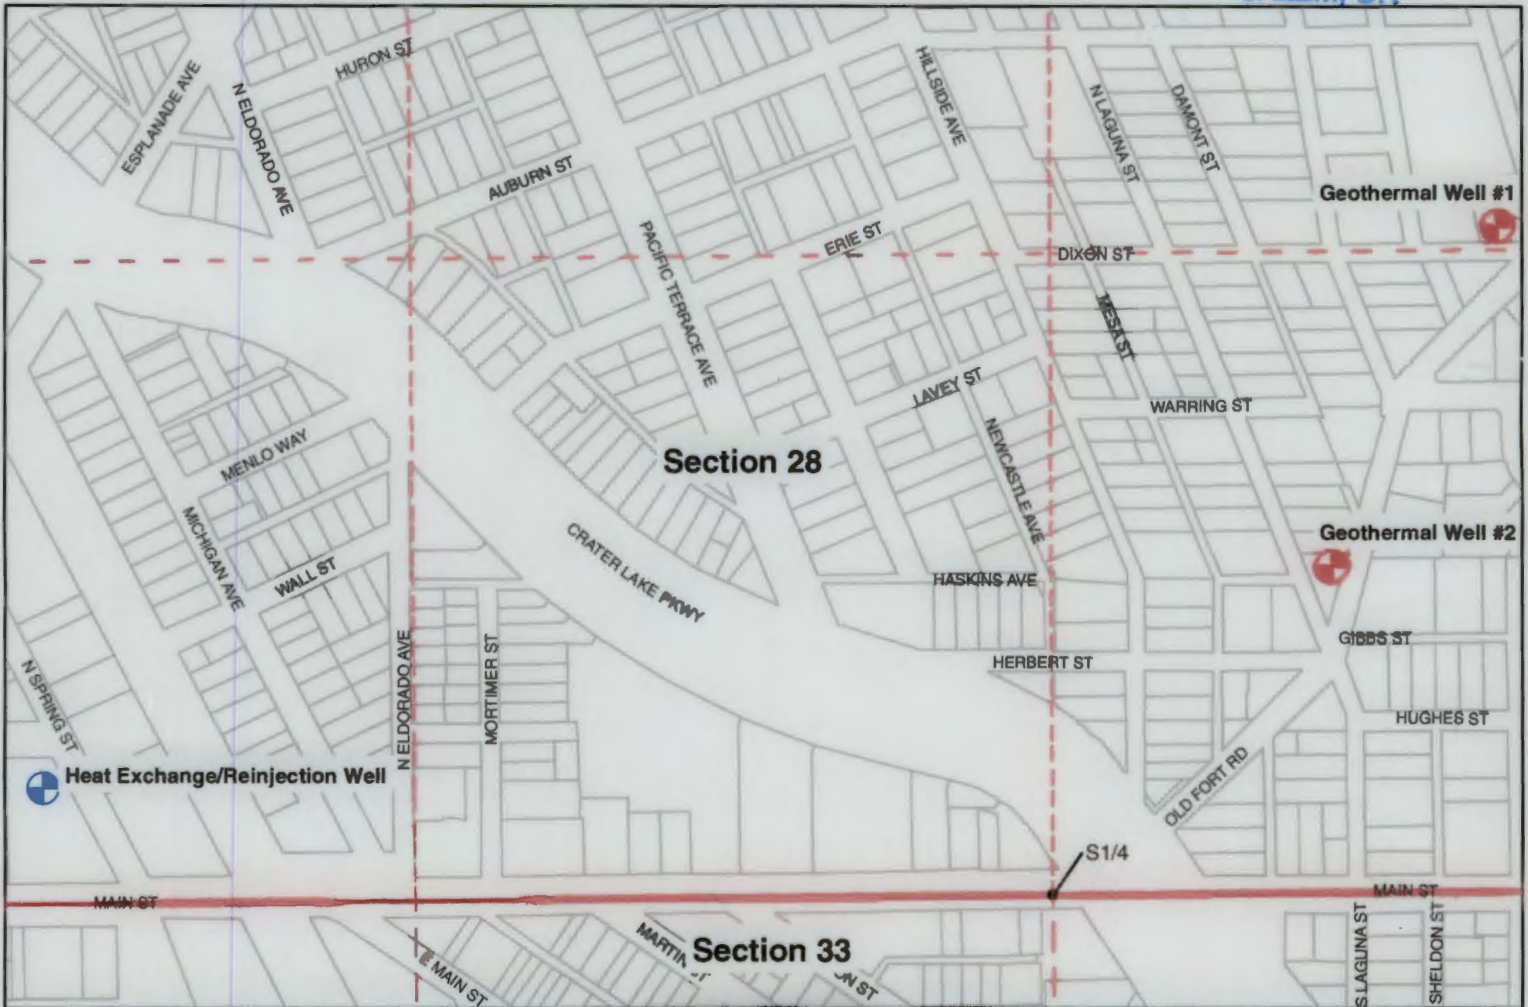 HURON ST
ESPLANADE AVE
N ELDORADO AVE
HILLSIDE AVE
N LAGUNA ST
DAMONT ST
AUBURN ST
Geothermal Well #1
PACIFIC TERRACE AVE
ERIE ST
DIXON ST
MESA ST
LAVEY ST
WARRING ST
MENLO WAY
Section 28
NEWCASTLE AVE
MICHIGAN AVE
CRATER LAKE PKWY
Geothermal Well #2
WALL ST
HASKINS AVE
N ELDORADO AVE
MORTIMER ST
GIBBS ST
HERBERT ST
N SPRING ST
HUGHES ST
Heat Exchange/Reinjection Well
OLD FORT RD
S1/4
MAIN ST
MAIN ST
MARTIN ST
Section 33
ON ST
E MAIN ST
S LAGUNA ST
SHELDON ST